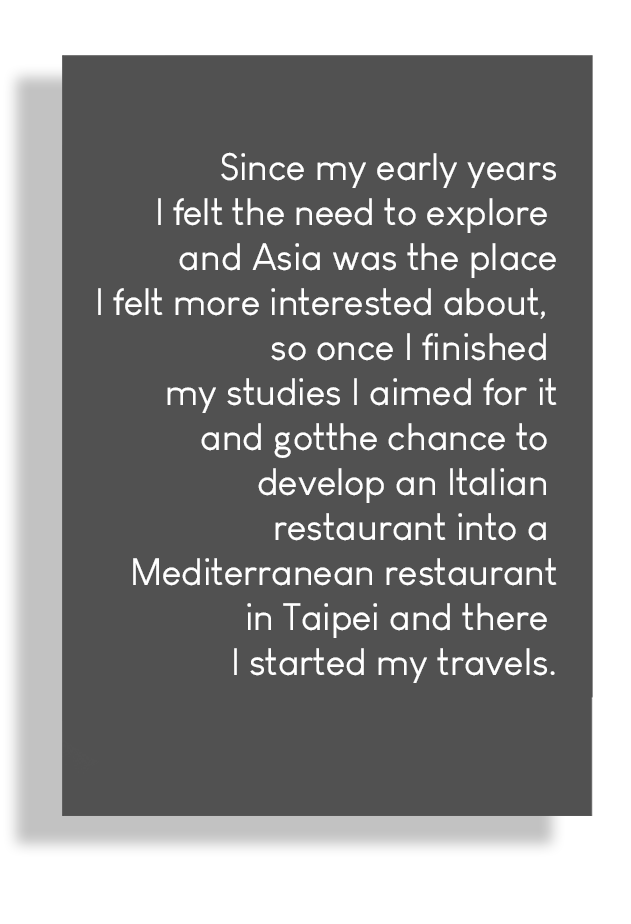 Since my early years
I felt the need to explore
and Asia was the place
I felt more interested about,
so once I finished
my studies I aimed for it
and gotthe chance to
develop an Italian
restaurant into a
Mediterranean restaurant
in Taipei and there
I started my travels.